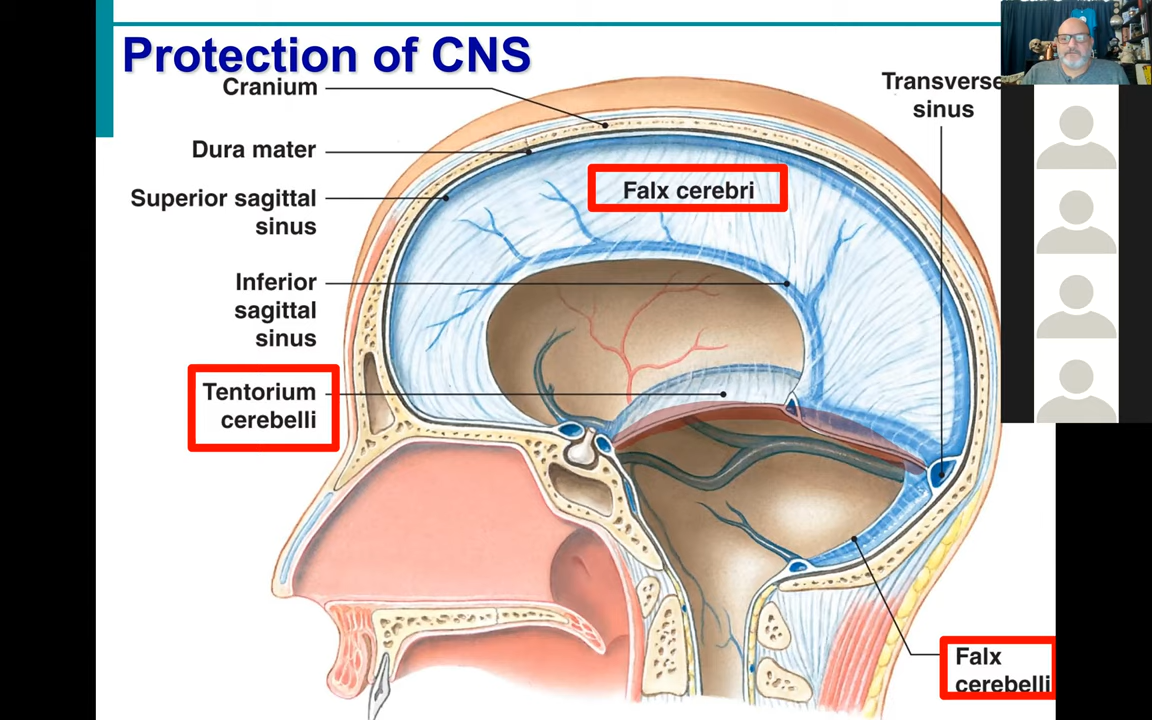 Protection of CNS
Cranium
Transverse
sinus
Dura mater
Falx cerebri
Superior sagittal
sinus
Inferior
sagittal
sinus
Tentorium
cerebelli
Falx
cerebelli